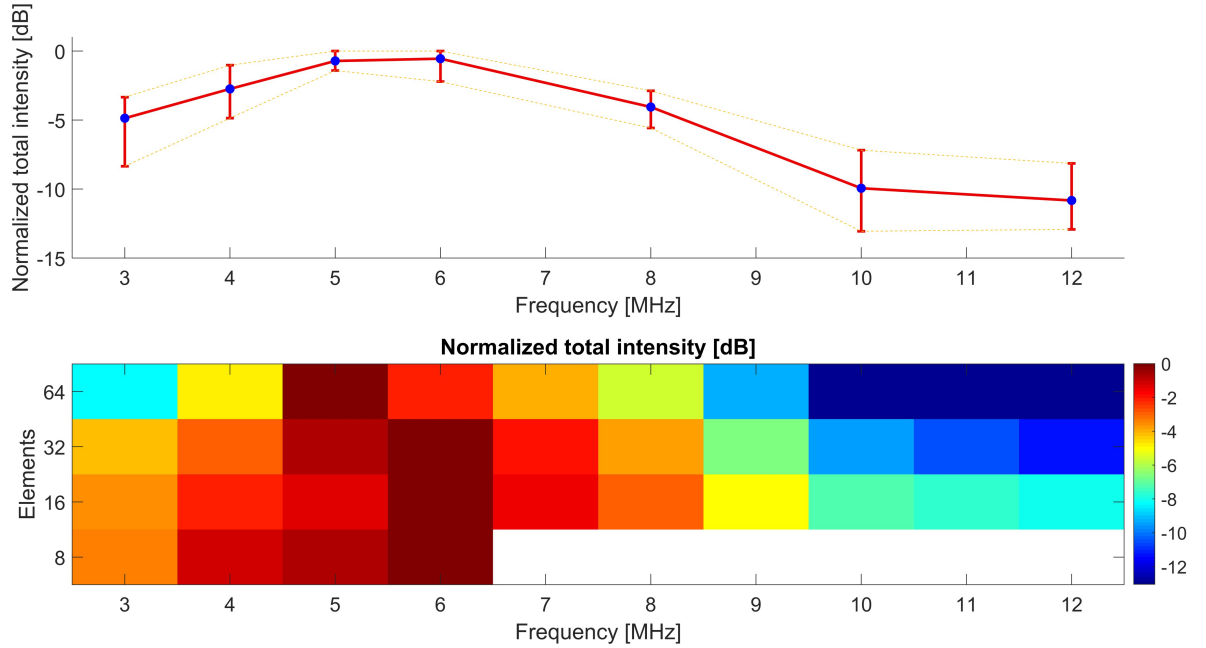 Normalized total intensity [dB]
0
-5
-10
-15
3 4 5 6 7 8 9 10 11 12
Frequency [MHz]
Normalized total intensity [dB]
Elements
64
32
16
8
3 4 5 6 7 8 9 10 11 12
Frequency [MHz]
0
-2
-4
-6
-8
-10
-12